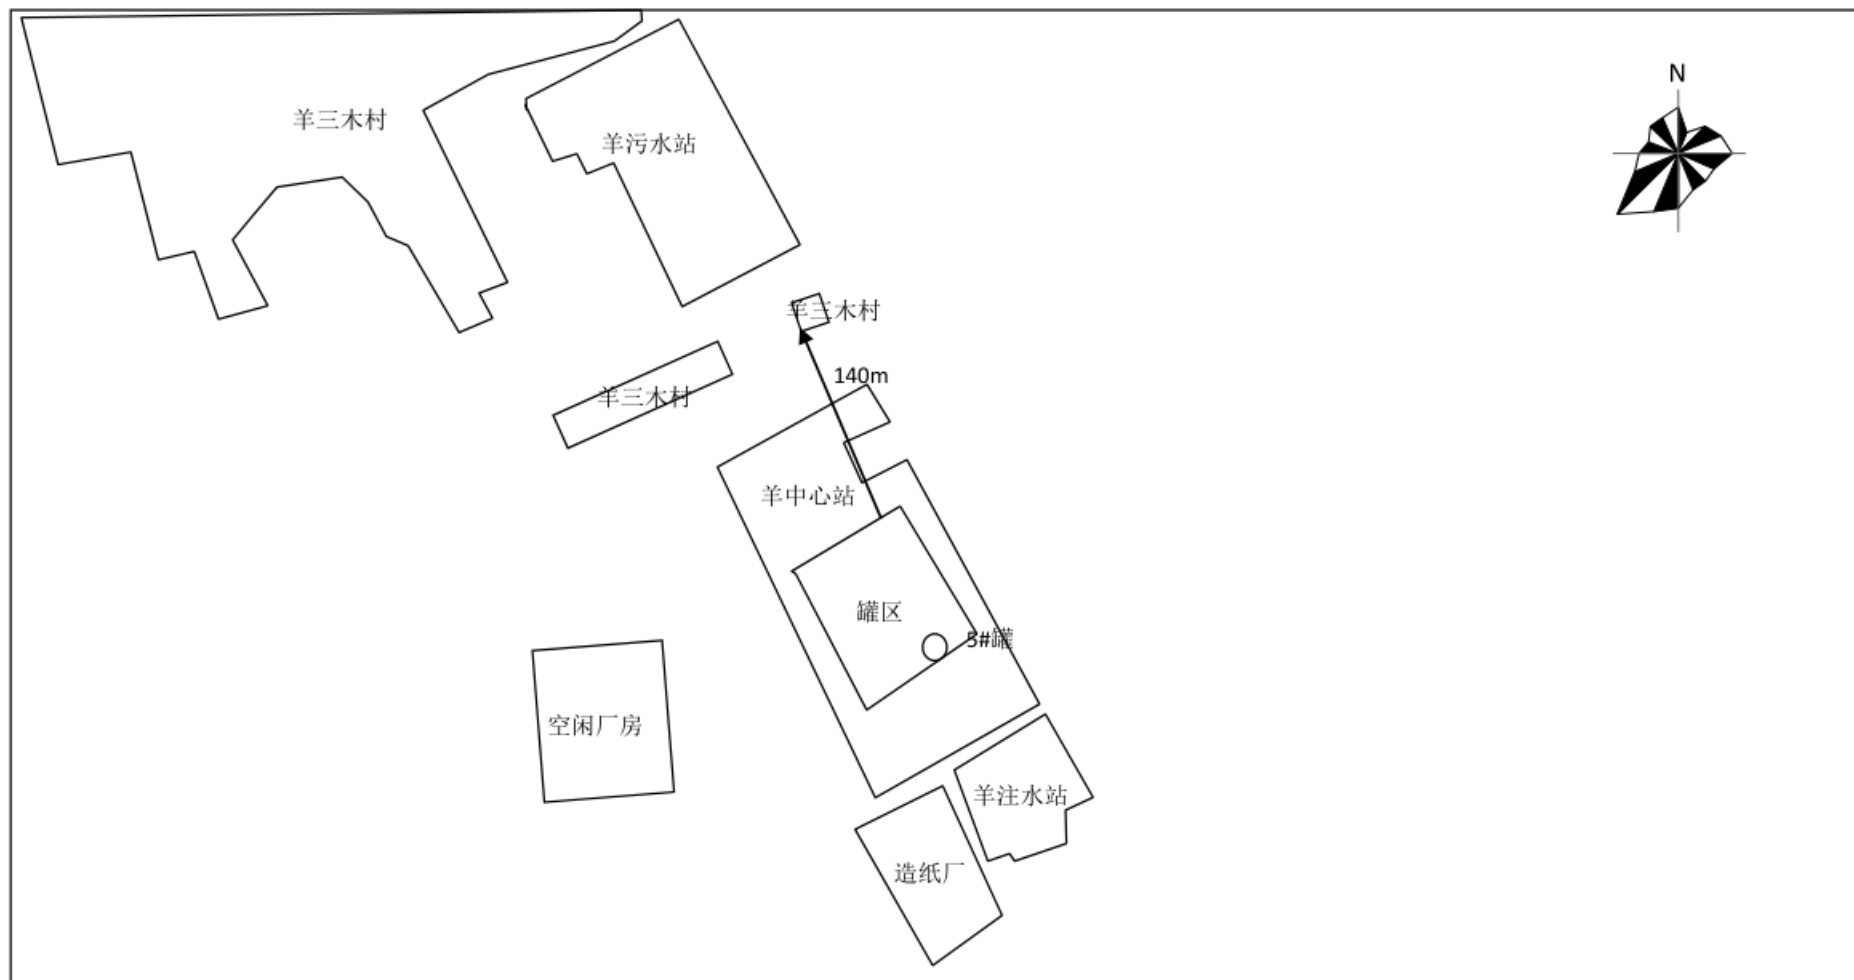 N
羊三木村
羊污水站
羊三木村
140m
羊三木村
羊中心站
罐区
5#罐
空闲厂房
羊注水站
造纸厂